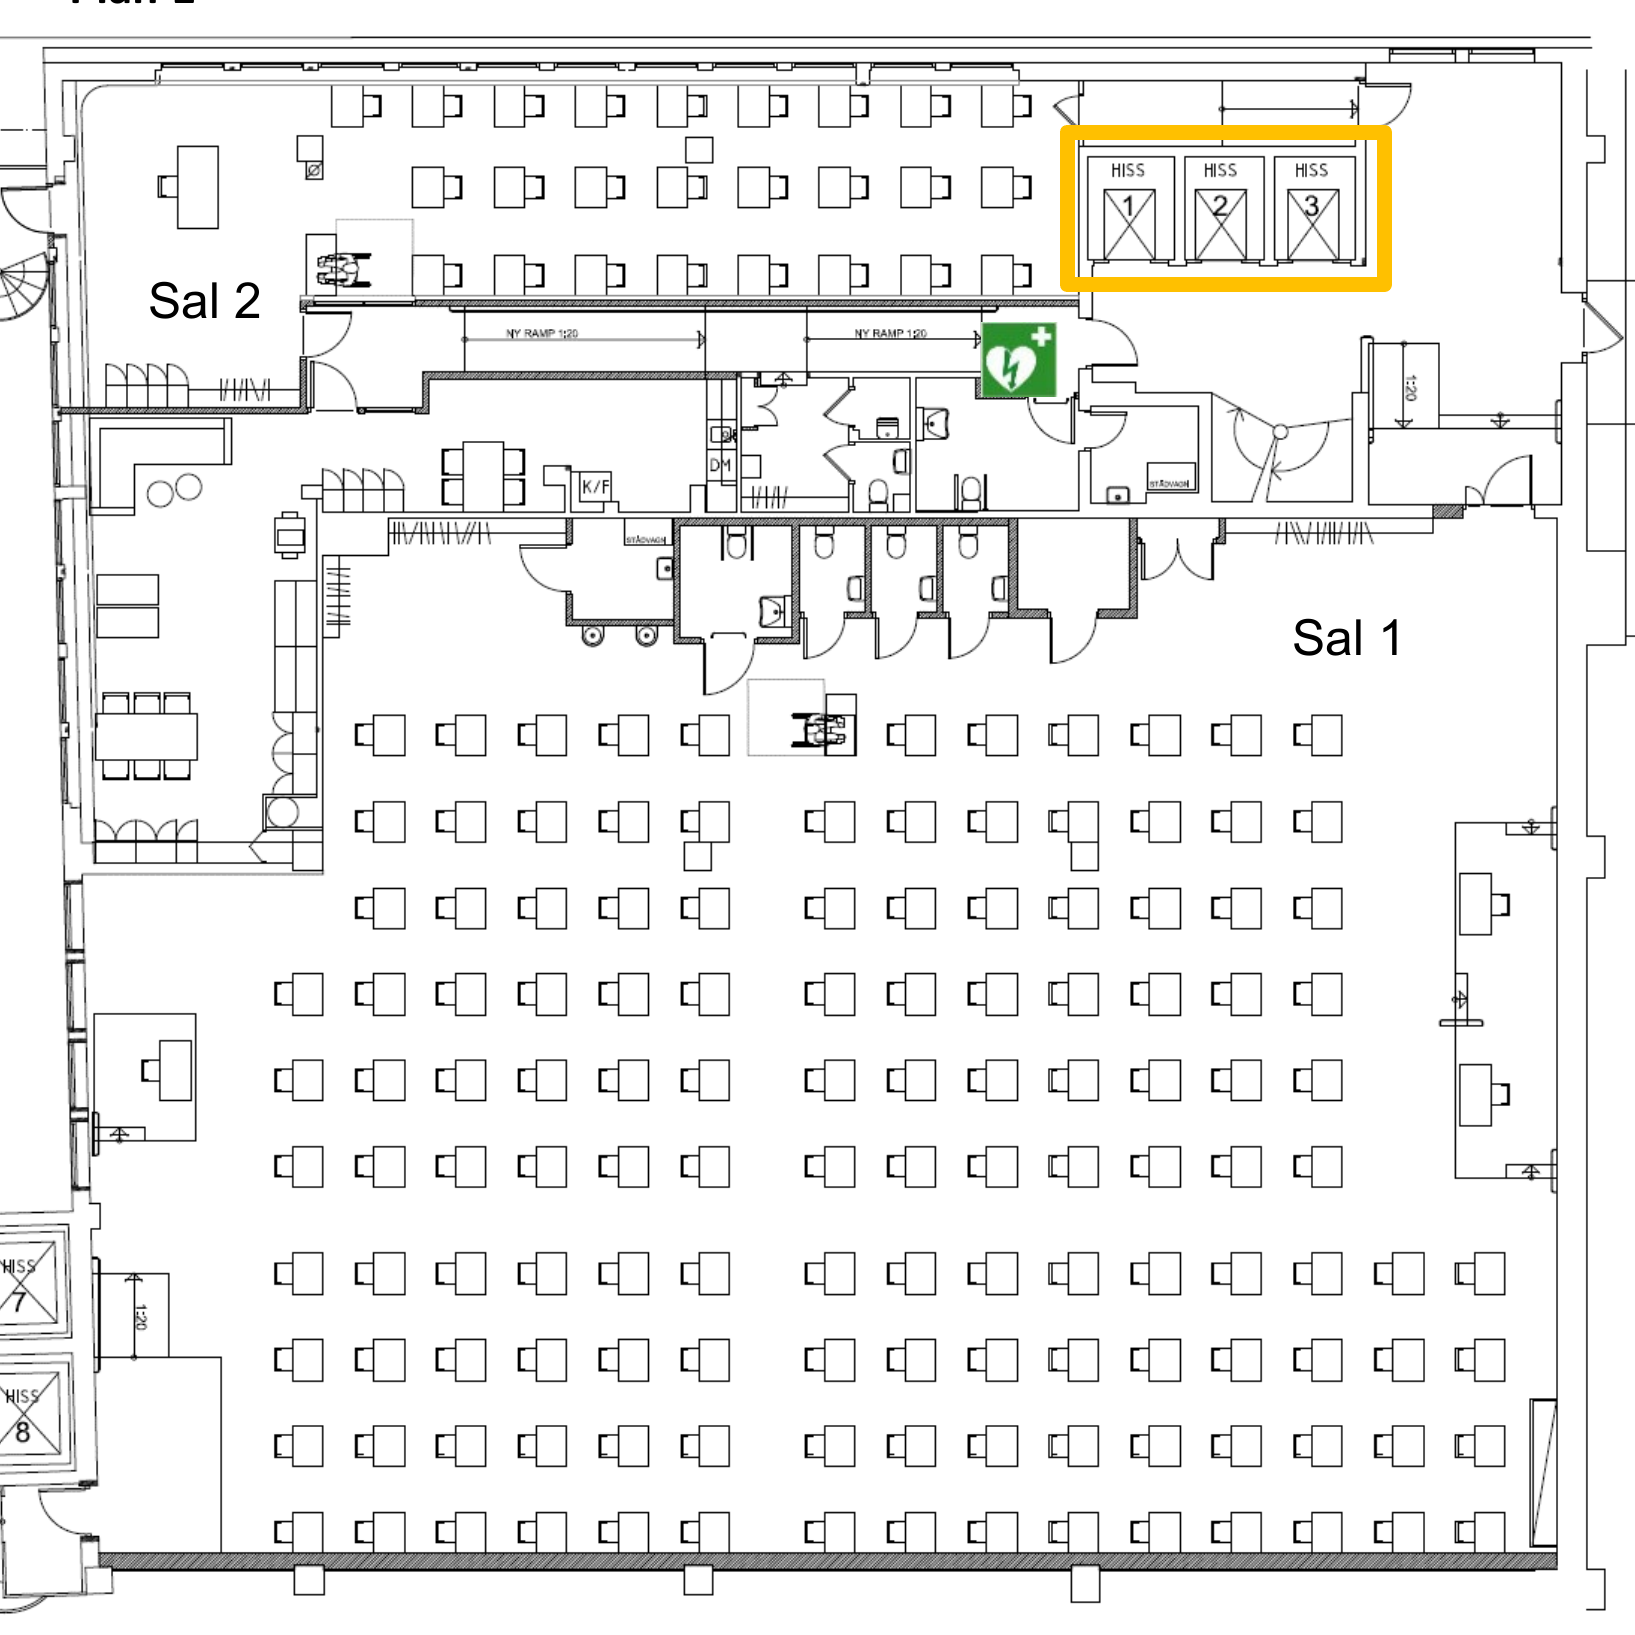 HISS HISS HISS
1 2 3
Sal 2
NY RAMP 1:20 NY RAMP 1:20
1:20
DM
K/F
STÄDVAGN
STÄDVAGN
Sal 1
HISS
7
1:20
HISS
8